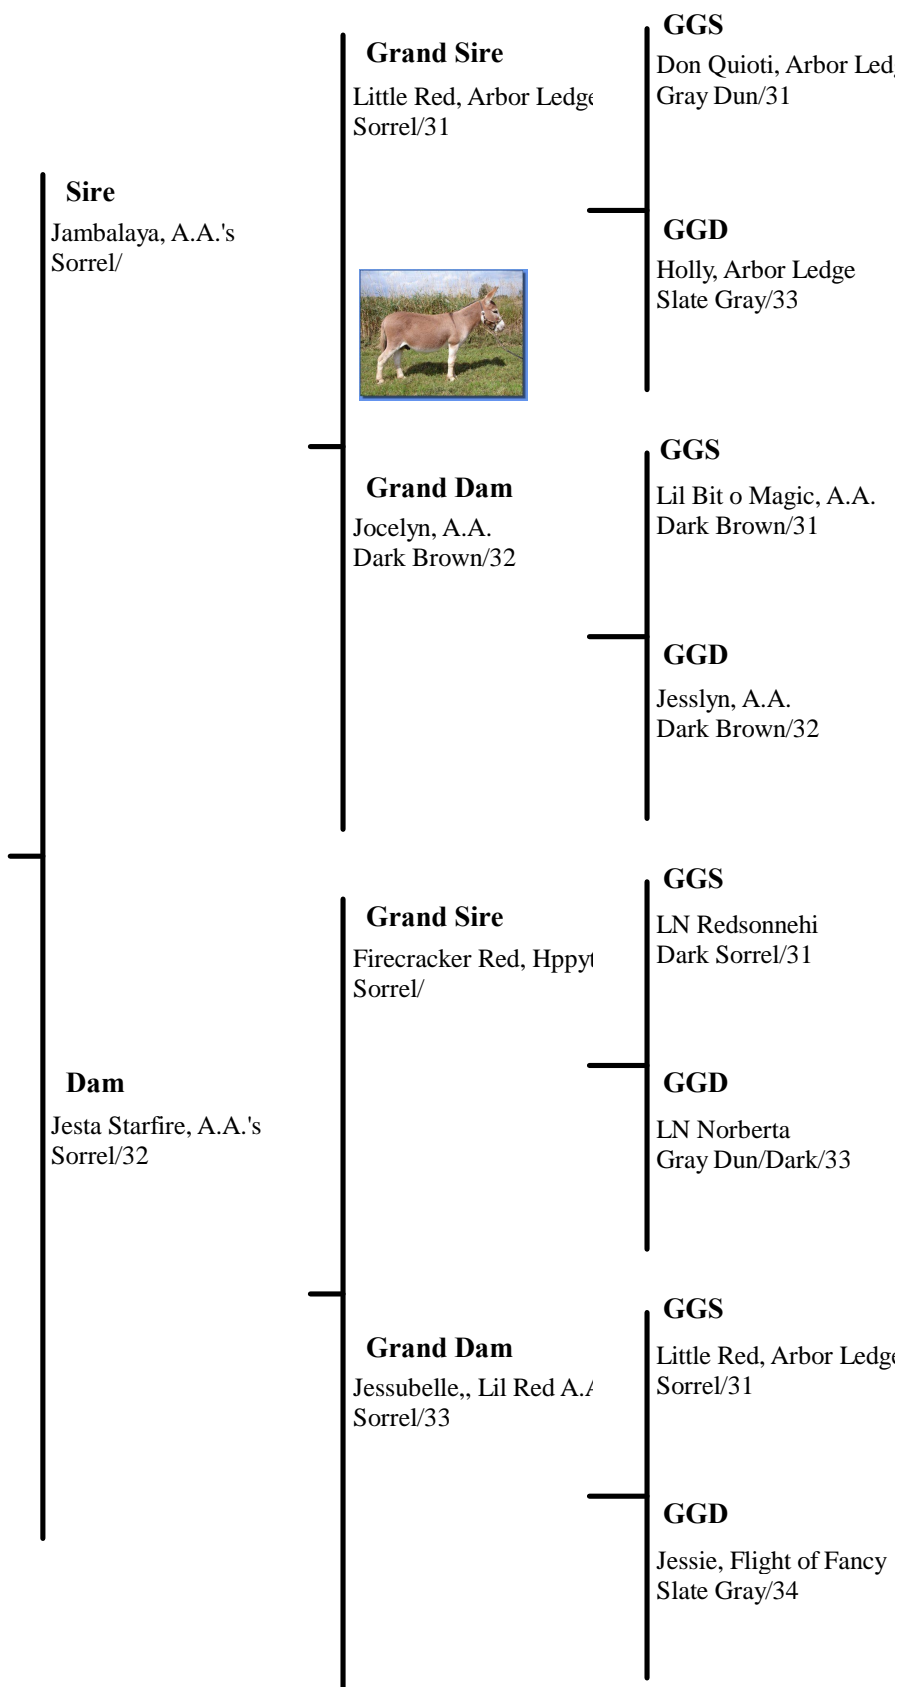 Sire
Jambalaya, A.A.'s
Sorrel/
Grand Sire
Little Red, Arbor Ledge
Sorrel/31
GGS
Don Quioti, Arbor
Gray Dun/31
GGD
Holly, Arbor Ledge
Slate Gray/33
Grand Dam
Jocelyn, A.A.
Dark Brown/32
GGS
Lil Bit o Magic, A.A.
Dark Brown/31
GGD
Jesslyn, A.A.
Dark Brown/32
Dam
Jesta Starfire, A.A.'s
Sorrel/32
Grand Sire
Firecracker Red,
Sorrel/
GGS
LN Redsonnehi
Dark Sorrel/31
GGD
LN Norberta
Gray Dun/Dark/33
Grand Dam
Jessubelle,, Lil Red
Sorrel/33
GGS
Little Red, Arbor Ledge
Sorrel/31
GGD
Jessie, Flight of Fancy
Slate Gray/34